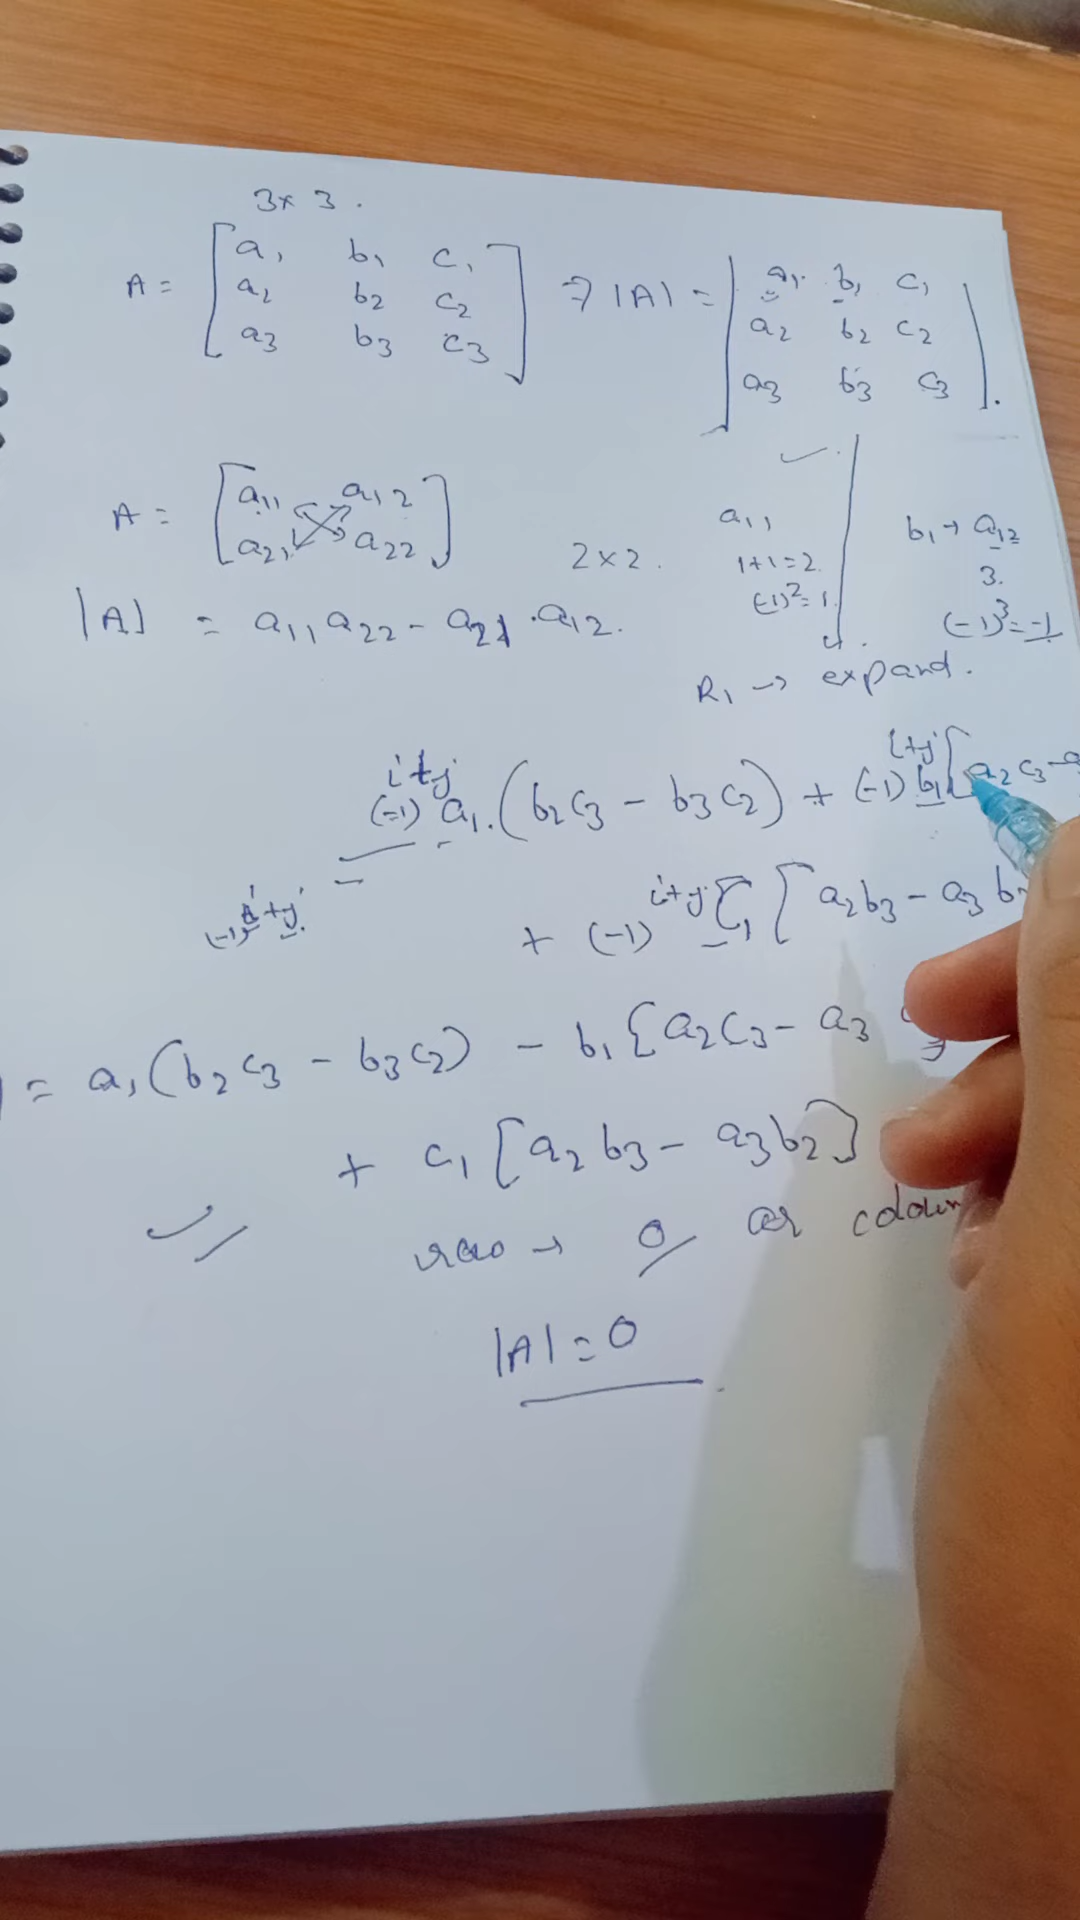 3x 3.
A = [a₁ b₁ c₁
a₂ b₂ c₂
a₃ b₃ c₃]
⇒ |A| = |a₁ b₁ c₁
a₂ b₂ c₂
a₃ b₃ c₃|.
A = [a₁₁ a₁₂
a₂₁ a₂₂]
2 x 2.
|A| = a₁₁a₂₂ - a₂₁ . a₁₂.
a₁₁
1+1=2.
(-1)²=1.
b₁ → a₁₂
3.
(-1)³=-1
R₁ → expand.
(-1)^(i+j) a₁. (b₂c₃ - b₃c₂) + (-1)^(i+j) b₁ [a₂c₃ - a
+ (-1)^(i+j) c₁ [a₂b₃ - a₃b
(-1)^(i+j).
= a₁(b₂c₃ - b₃c₂) - b₁{a₂c₃ - a₃
+ c₁[a₂b₃ - a₃b₂]
row → 0 or
|A| = 0